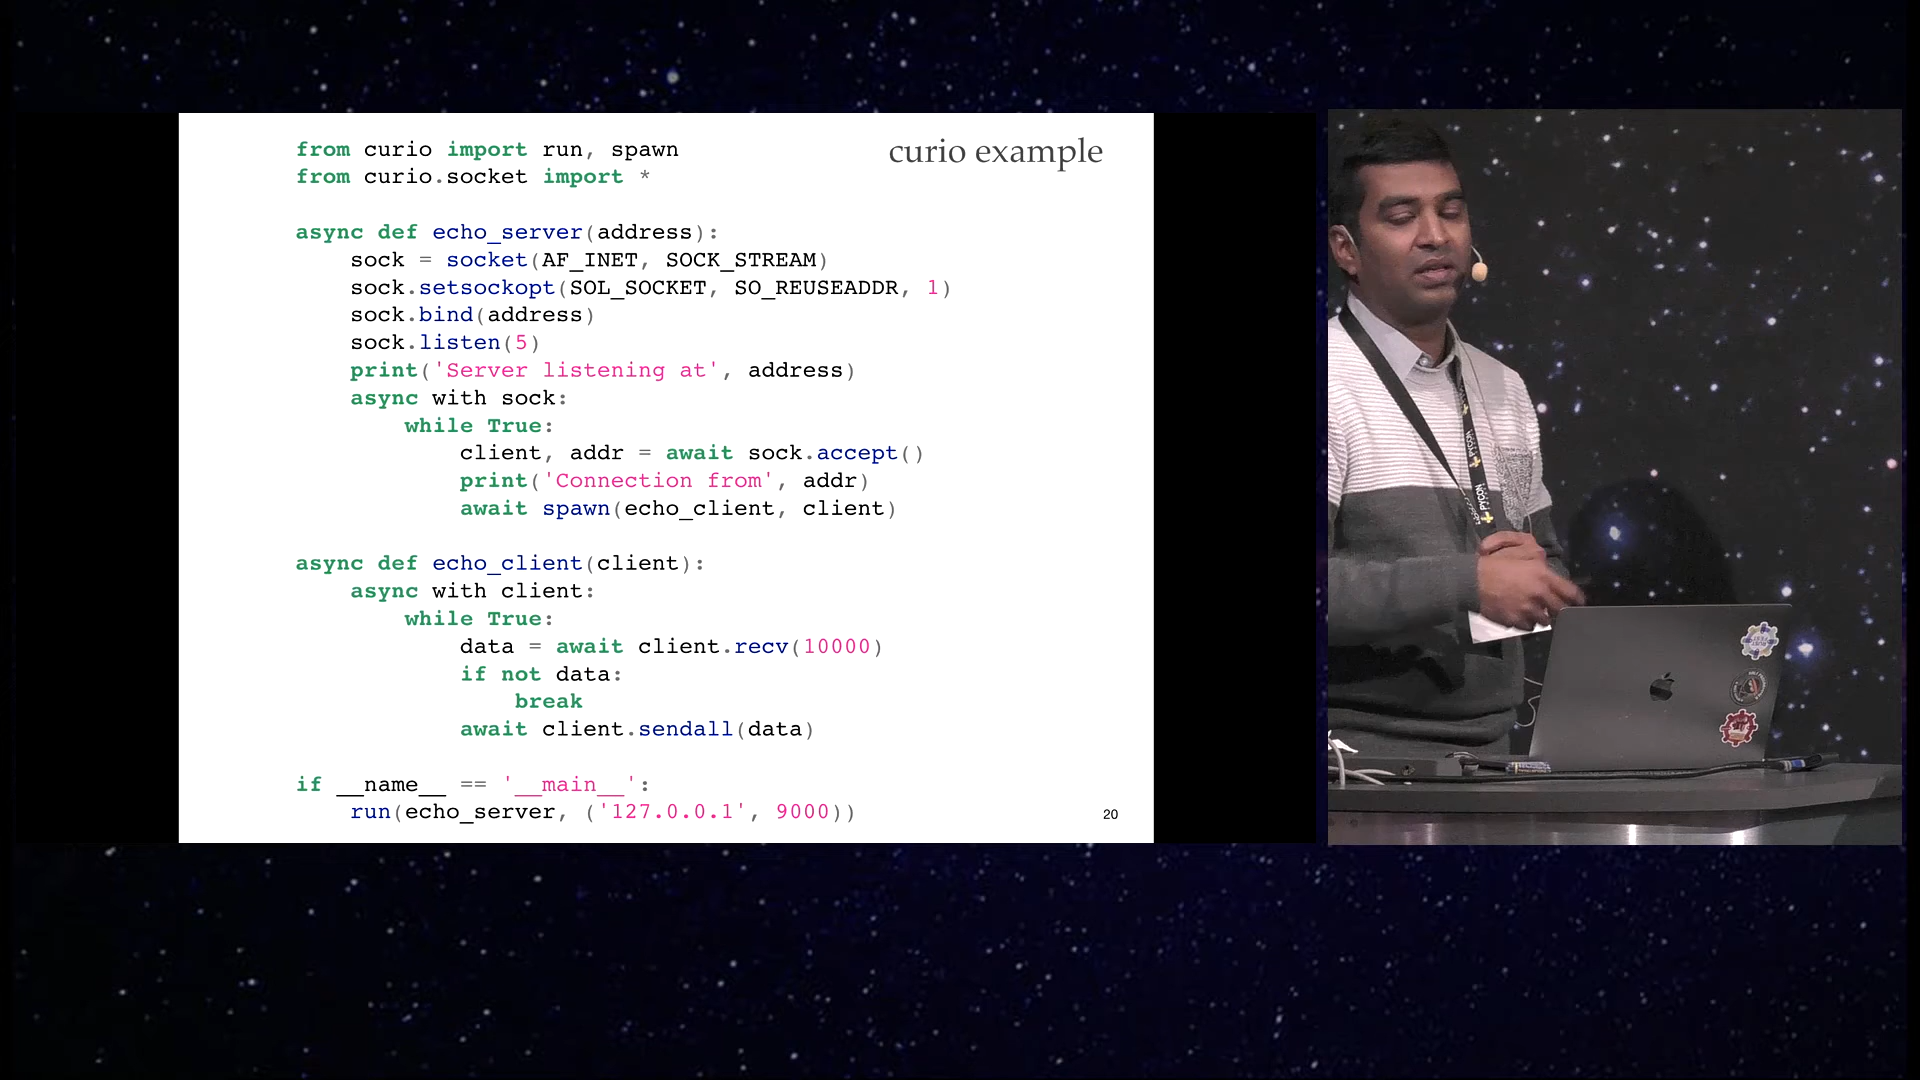 from curio import run, spawn
from curio.socket import *
curio example
async def echo_server(address):
    sock = socket(AF_INET, SOCK_STREAM)
    sock.setsockopt(SOL_SOCKET, SO_REUSEADDR, 1)
    sock.bind(address)
    sock.listen(5)
    print('Server listening at', address)
    async with sock:
        while True:
            client, addr = await sock.accept()
            print('Connection from', addr)
            await spawn(echo_client, client)
async def echo_client(client):
    async with client:
        while True:
            data = await client.recv(10000)
            if not data:
                break
            await client.sendall(data)
if __name__ == '__main__':
    run(echo_server, ('127.0.0.1', 9000))
20
PYCON